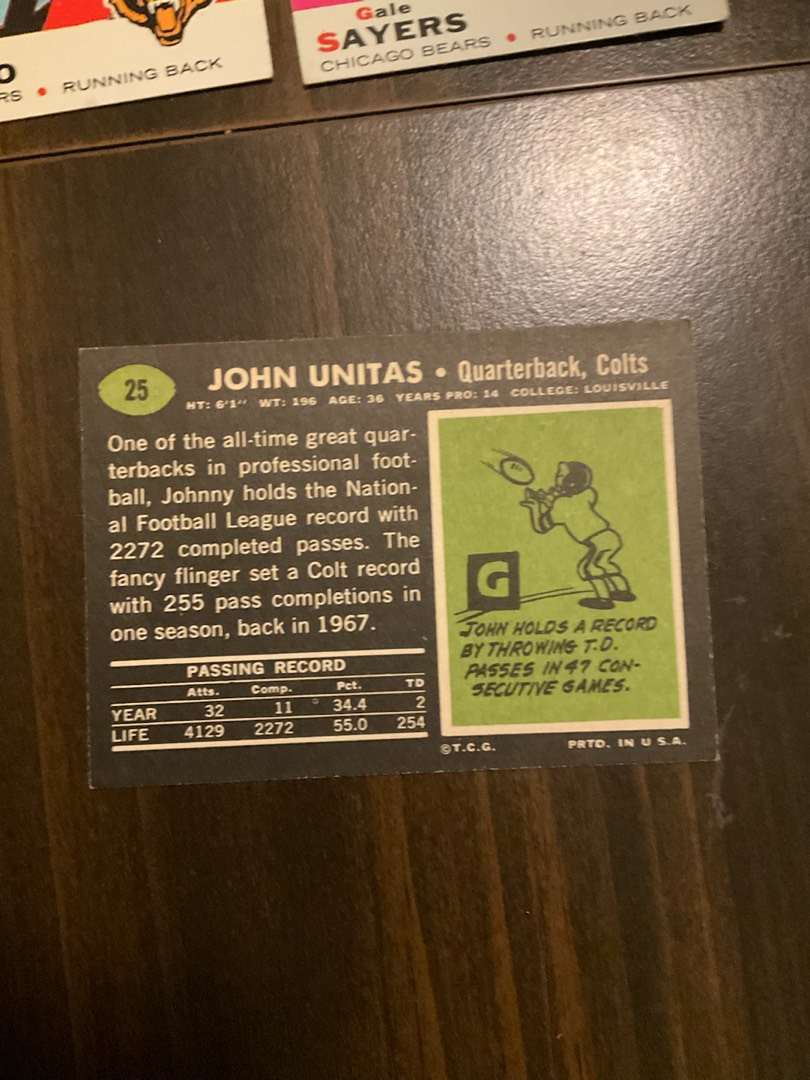 O
RS • RUNNING BACK
Gale
SAYERS
CHICAGO BEARS • RUNNING BACK
25
JOHN UNITAS • Quarterback, Colts
HT: 6'1" WT: 196 AGE: 36 YEARS PRO: 14 COLLEGE: LOUISVILLE
One of the all-time great quar-
terbacks in professional foot-
ball, Johnny holds the Nation-
al Football League record with
2272 completed passes. The
fancy flinger set a Colt record
with 255 pass completions in
one season, back in 1967.
PASSING RECORD
Atts. Comp. Pct. TD
YEAR 32 11 34.4 2
LIFE 4129 2272 55.0 254
G
JOHN HOLDS A RECORD
BY THROWING T.D.
PASSES IN 47 CON-
SECUTIVE GAMES.
©T.C.G. PRTD. IN U S.A.